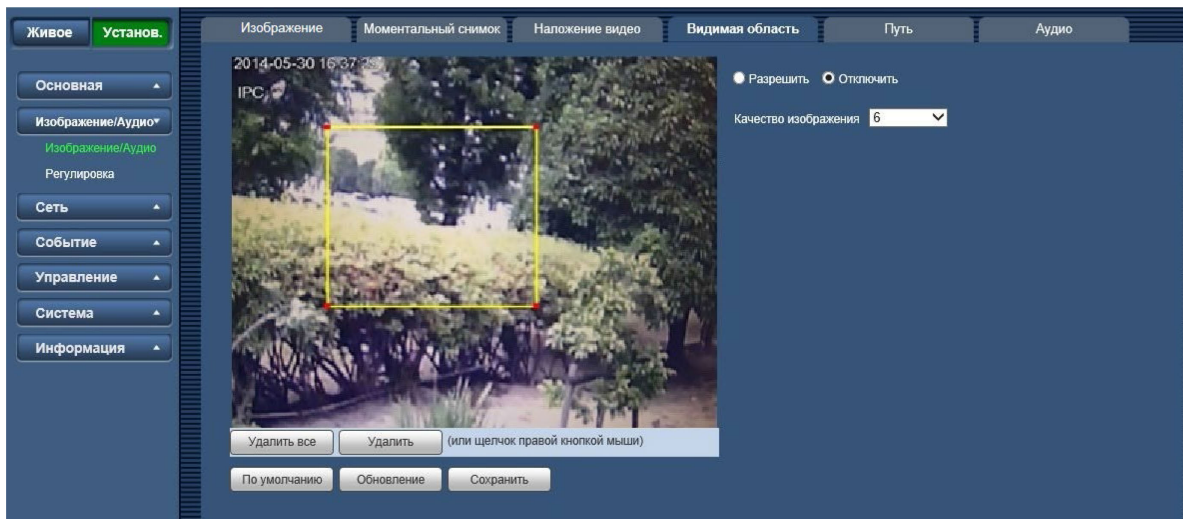 Живое Установ.
Изображение Моментальный снимок Наложение видео Видимая область Путь Аудио
Основная
Изображение/Аудио
Изображение/Аудио
Регулировка
Сеть
Событие
Управление
Система
Информация
2014-05-30 16:37:
IPC
Разрешить Отключить
Качество изображения 6
Удалить все Удалить (или щелчок правой кнопкой мыши)
По умолчанию Обновление Сохранить